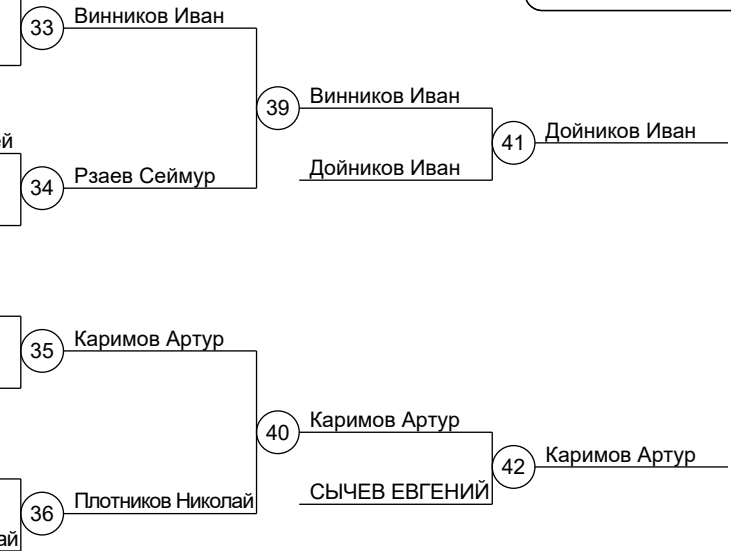 33 Винников Иван
39 Винников Иван
41 Дойников Иван
34 Рзаев Сеймур
Дойников Иван
35 Каримов Артур
40 Каримов Артур
42 Каримов Артур
36 Плотников Николай
СЫЧЕВ ЕВГЕНИЙ